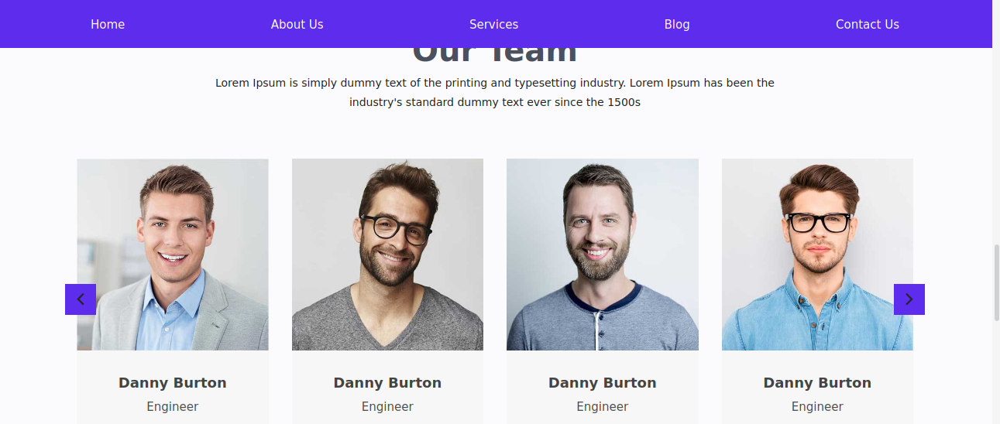 Home About Us Services Blog Contact Us
Our Team
Lorem Ipsum is simply dummy text of the printing and typesetting industry. Lorem Ipsum has been the
industry's standard dummy text ever since the 1500s
Danny Burton Danny Burton Danny Burton Danny Burton
Engineer Engineer Engineer Engineer